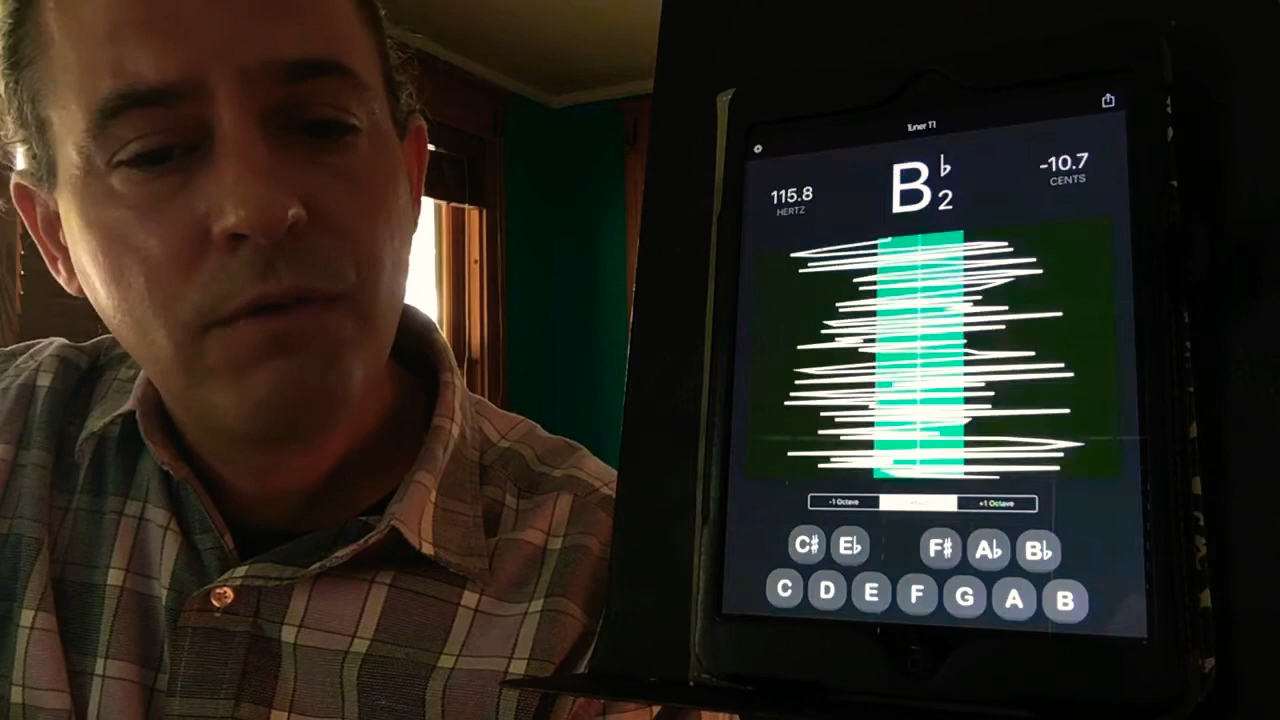 Tuner T1
115.8
HERTZ
B♭2
-10.7
CENTS
-1 Octave
+1 Octave
C# E♭ F# A♭ B♭
C D E F G A B